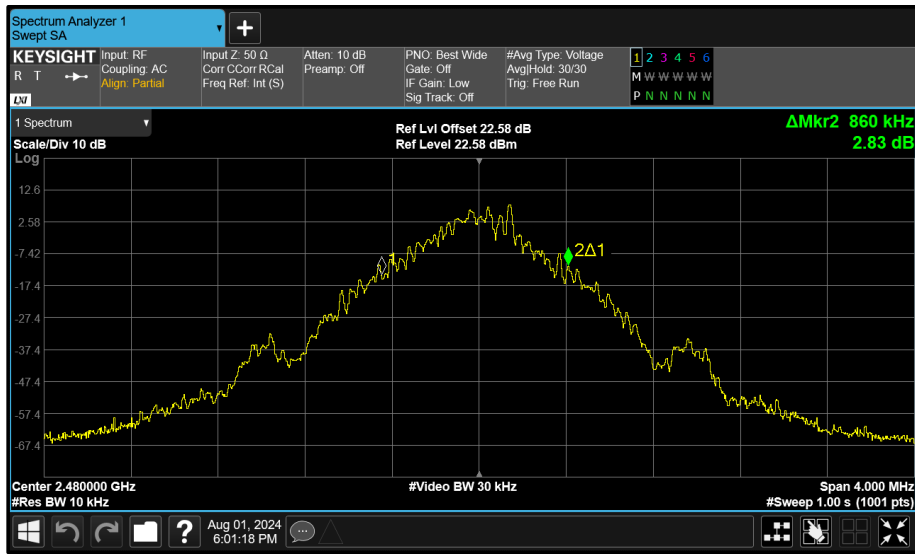 Spectrum Analyzer 1
Swept SA
+
KEYSIGHT
R T
LXI
Input: RF
Coupling: AC
Align: Partial
Input Z: 50 Ω
Corr CCorr RCal
Freq Ref: Int (S)
Atten: 10 dB
Preamp: Off
PNO: Best Wide
Gate: Off
IF Gain: Low
Sig Track: Off
#Avg Type: Voltage
Avg|Hold: 30/30
Trig: Free Run
1 2 3 4 5 6
M W W W W W
P N N N N N
1 Spectrum
Scale/Div 10 dB
Ref Lvl Offset 22.58 dB
Ref Level 22.58 dBm
ΔMkr2 860 kHz
2.83 dB
Log
12.6
2.58
-7.42
-17.4
-27.4
-37.4
-47.4
-57.4
-67.4
1
2Δ1
Center 2.480000 GHz
#Res BW 10 kHz
#Video BW 30 kHz
Span 4.000 MHz
#Sweep 1.00 s (1001 pts)
?
Aug 01, 2024
6:01:18 PM